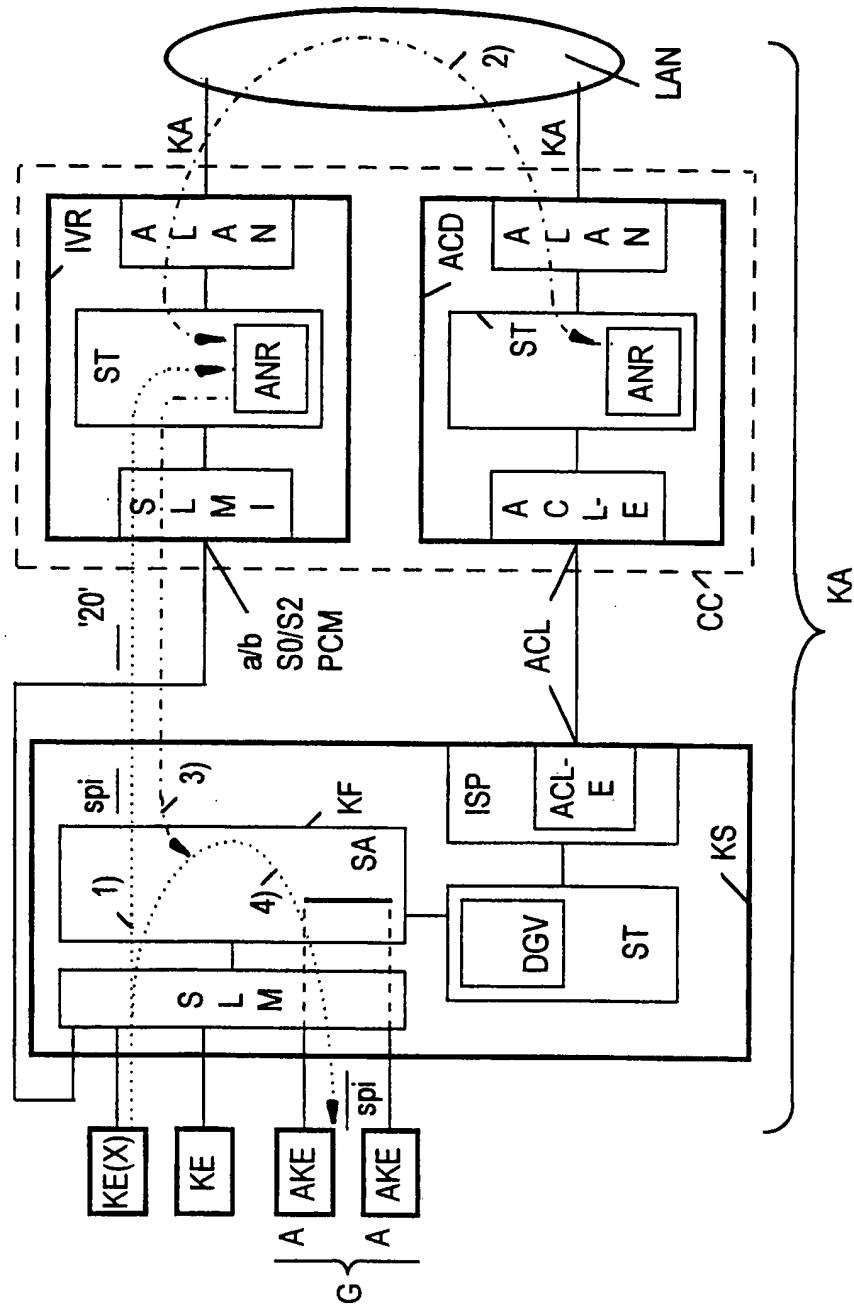 KE(X)
KE
A
AKE
A
AKE
G
S
L
M
1)
spi
'20'
3)
KF
SA
4)
spi
DGV
ST
ISP
ACL-
E
KS
a/b
S0/S2
PCM
ACL
CC
IVR
S
L
M
I
ST
ANR
A
L
A
N
KA
ACD
A
C
L-
E
ST
ANR
A
L
A
N
KA
2)
LAN
KA